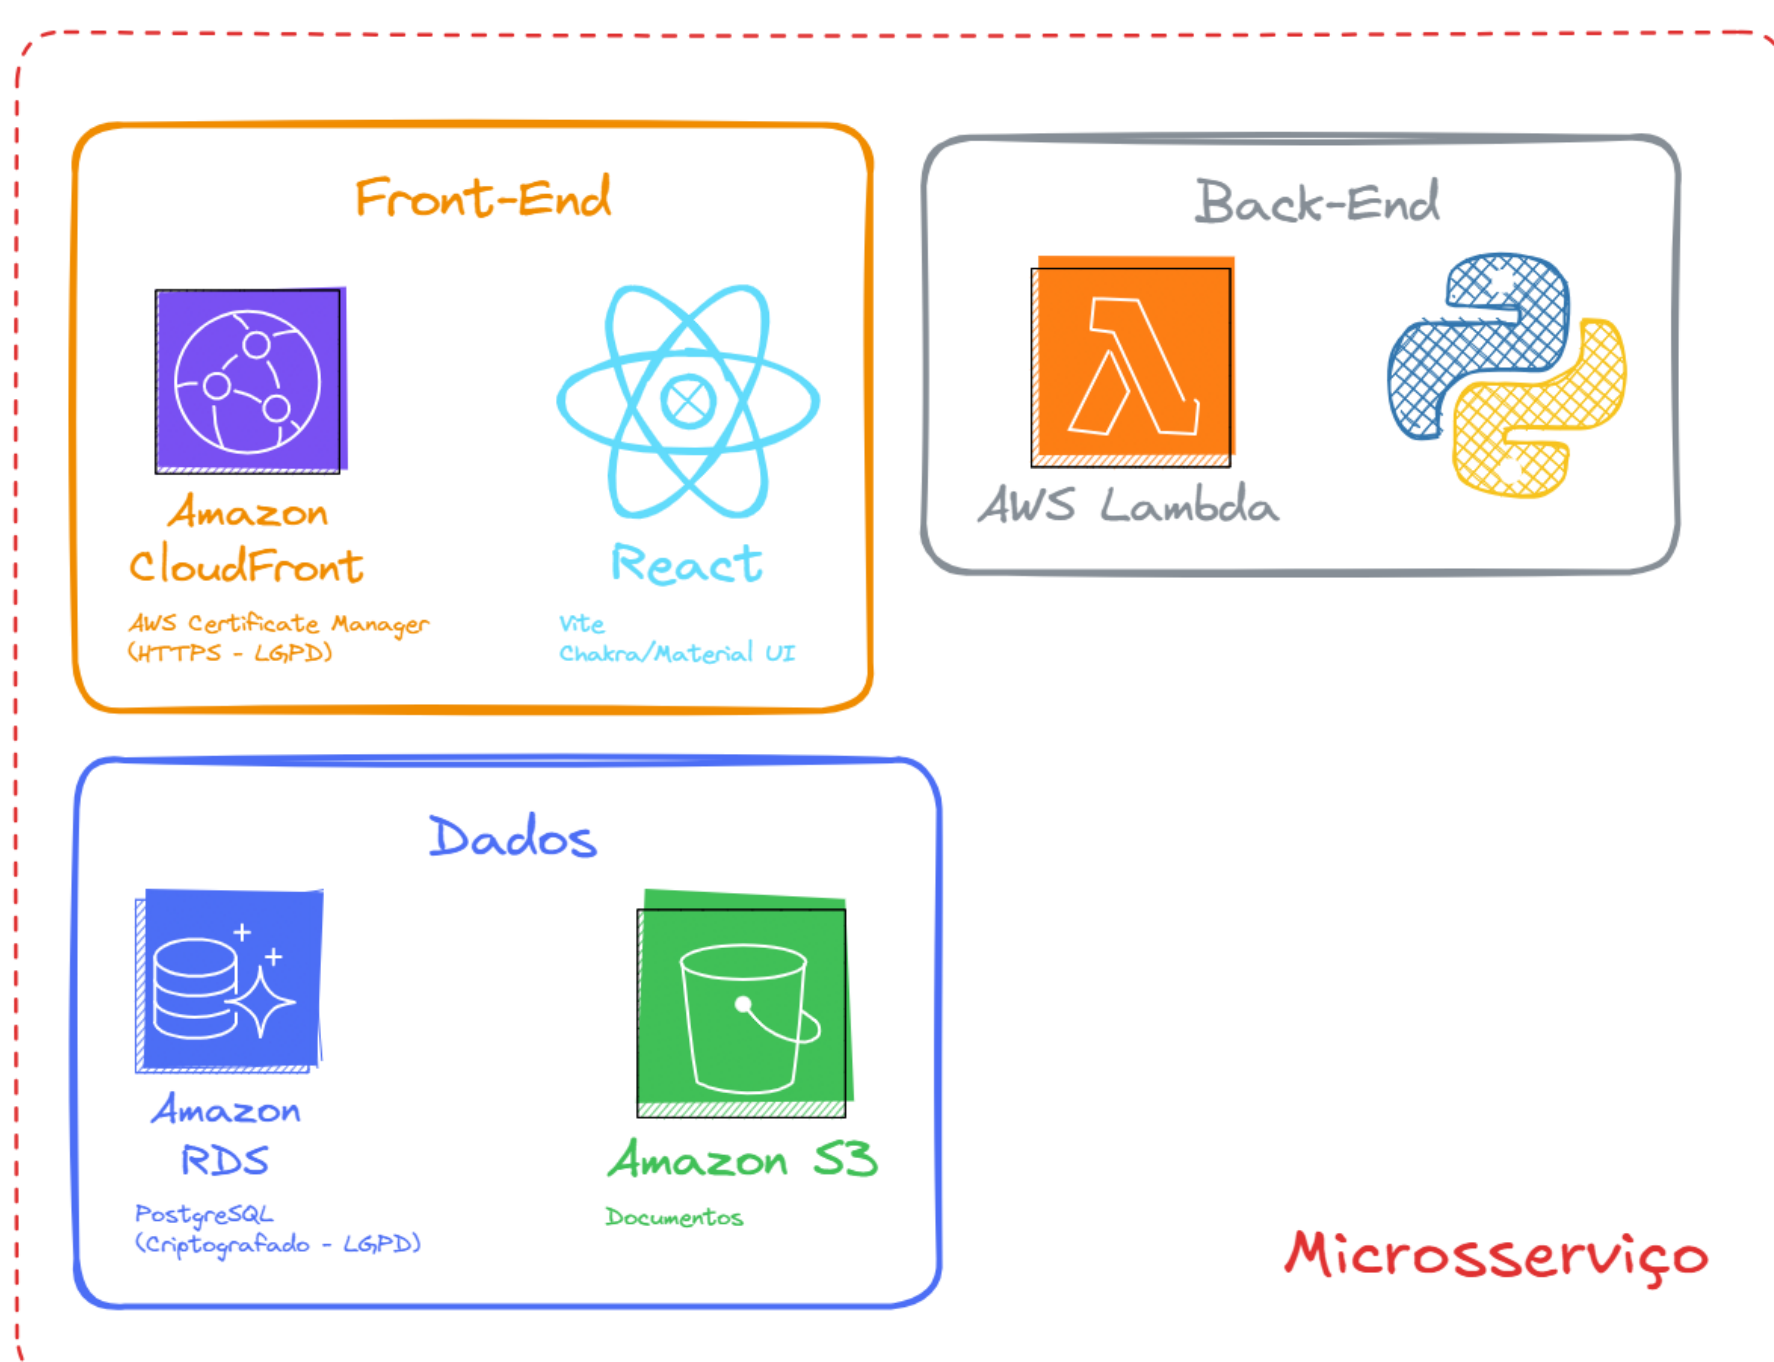 Front-End
Amazon
CloudFront
AWS Certificate Manager
(HTTPS - LGPD)
React
Vite
Chakra/Material UI
Back-End
AWS Lambda
Dados
Amazon
RDS
PostgreSQL
(Criptografado - LGPD)
Amazon S3
Documentos
Microsserviço